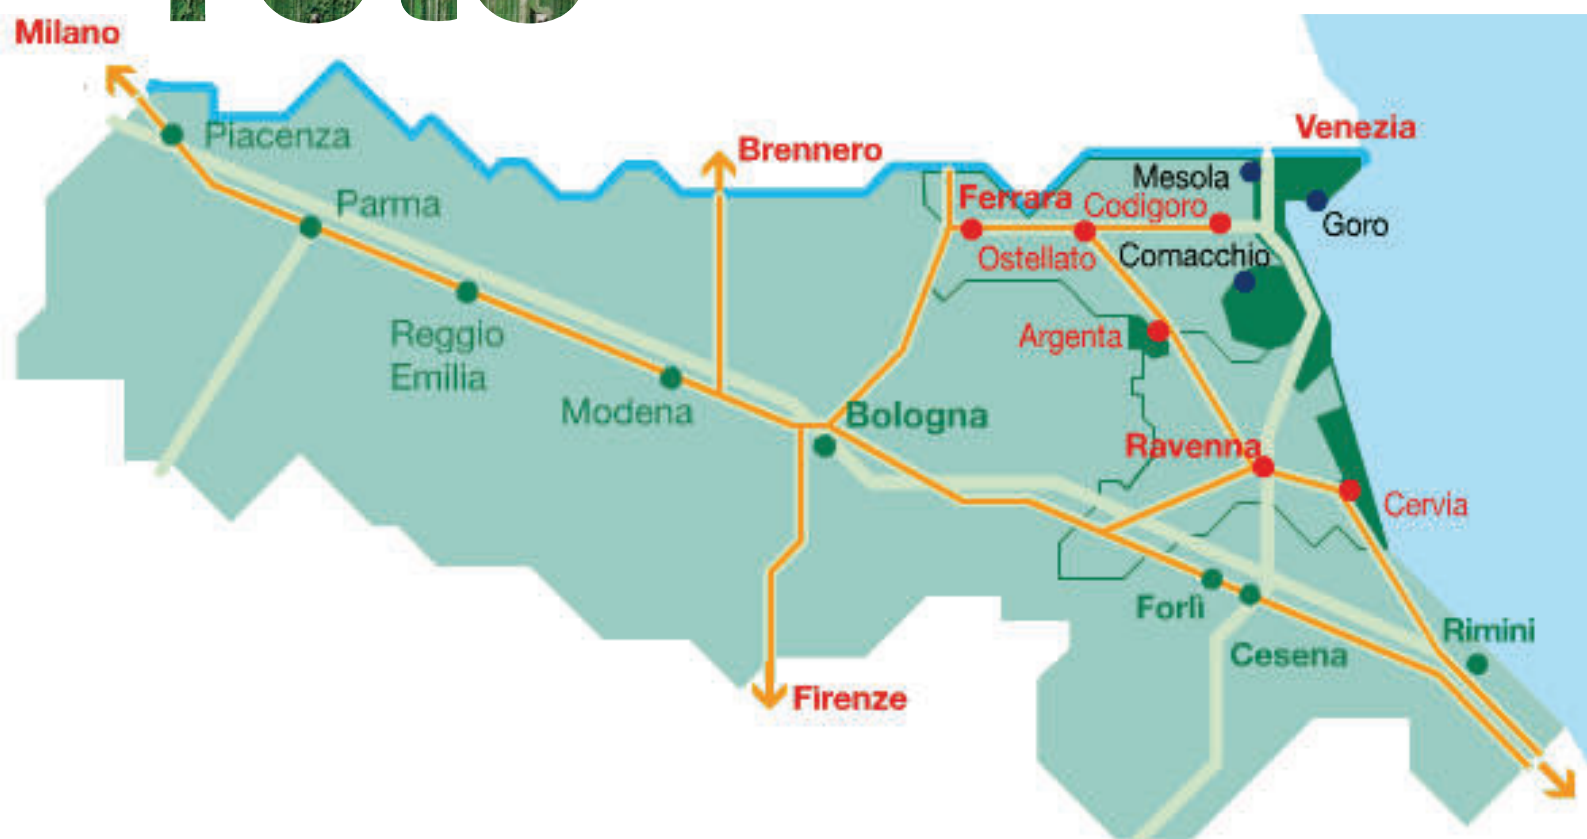 Milano
Piacenza
Brennero
Venezia
Parma
Mesola
Ferrara
Codigoro
Goro
Ostellato
Comacchio
Reggio
Emilia
Argenta
Modena
Bologna
Ravenna
Cervia
Forlì
Cesena
Rimini
Firenze